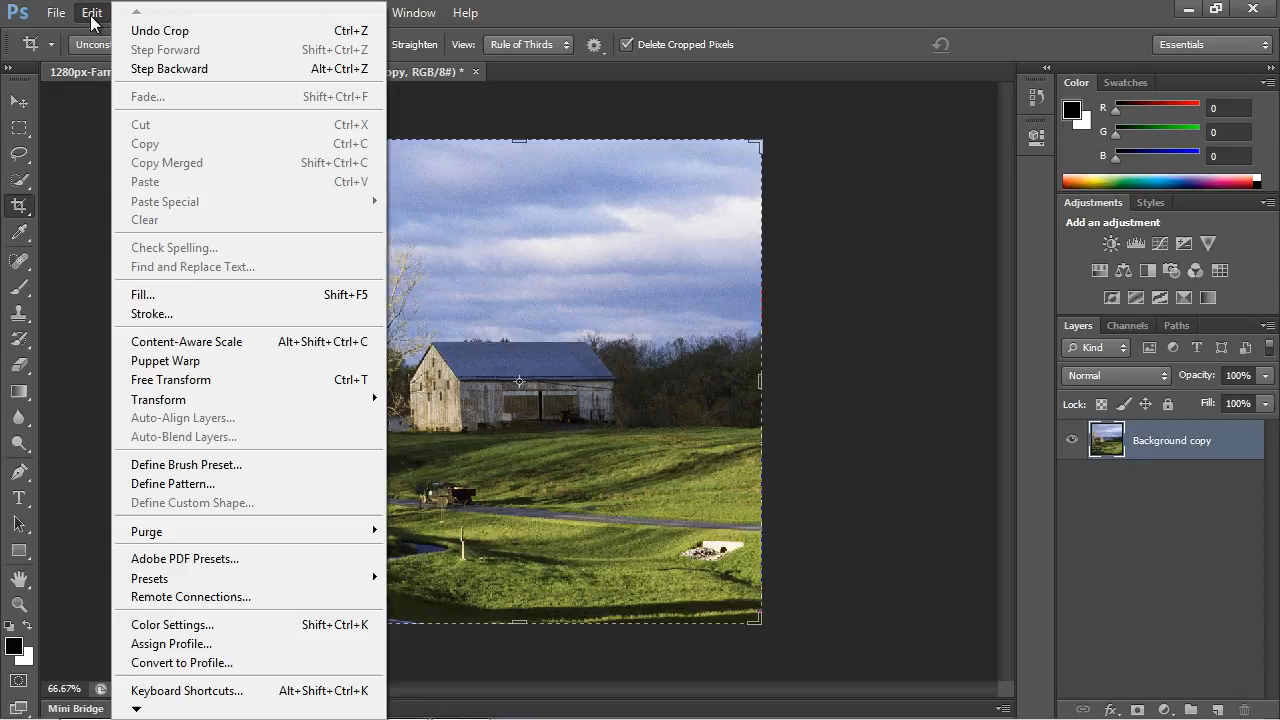 Ps File Edit Window Help
Unconst Straighten View: Rule of Thirds Delete Cropped Pixels Essentials
1280px-Farm opy, RGB/8#) * ×
Undo Crop Ctrl+Z
Step Forward Shift+Ctrl+Z
Step Backward Alt+Ctrl+Z
Fade... Shift+Ctrl+F
Cut Ctrl+X
Copy Ctrl+C
Copy Merged Shift+Ctrl+C
Paste Ctrl+V
Paste Special
Clear
Check Spelling...
Find and Replace Text...
Fill... Shift+F5
Stroke...
Content-Aware Scale Alt+Shift+Ctrl+C
Puppet Warp
Free Transform Ctrl+T
Transform
Auto-Align Layers...
Auto-Blend Layers...
Define Brush Preset...
Define Pattern...
Define Custom Shape...
Purge
Adobe PDF Presets...
Presets
Remote Connections...
Color Settings... Shift+Ctrl+K
Assign Profile...
Convert to Profile...
Keyboard Shortcuts... Alt+Shift+Ctrl+K
Color Swatches
R 0
G 0
B 0
Adjustments Styles
Add an adjustment
Layers Channels Paths
Kind
Normal Opacity: 100%
Lock: Fill: 100%
Background copy
66.67%
Mini Bridge